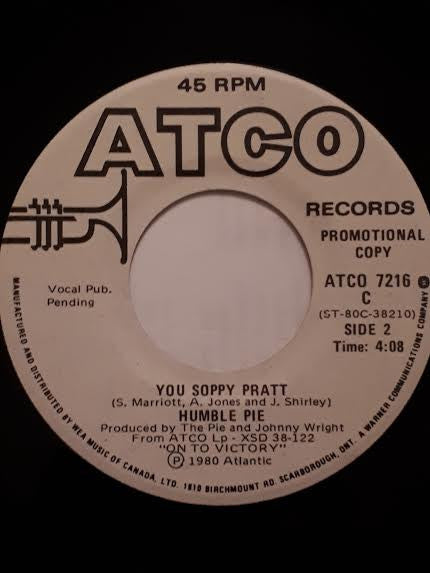 45 RPM
ATCO
RECORDS
PROMOTIONAL
COPY
Vocal Pub.
Pending
ATCO 7216
C
(ST-80C-38210)
SIDE 2
Time: 4:08
YOU SOPPY PRATT
(S. Marriott, A. Jones and J. Shirley)
HUMBLE PIE
Produced by The Pie and Johnny Wright
From ATCO Lp - XSD 38-122
"ON TO VICTORY"
Ⓟ 1980 Atlantic
MANUFACTURED AND DISTRIBUTED BY WEA MUSIC OF CANADA, LTD. 1810 BIRCHMOUNT RD. SCARBOROUGH, ONT. A WARNER COMMUNICATIONS COMPANY